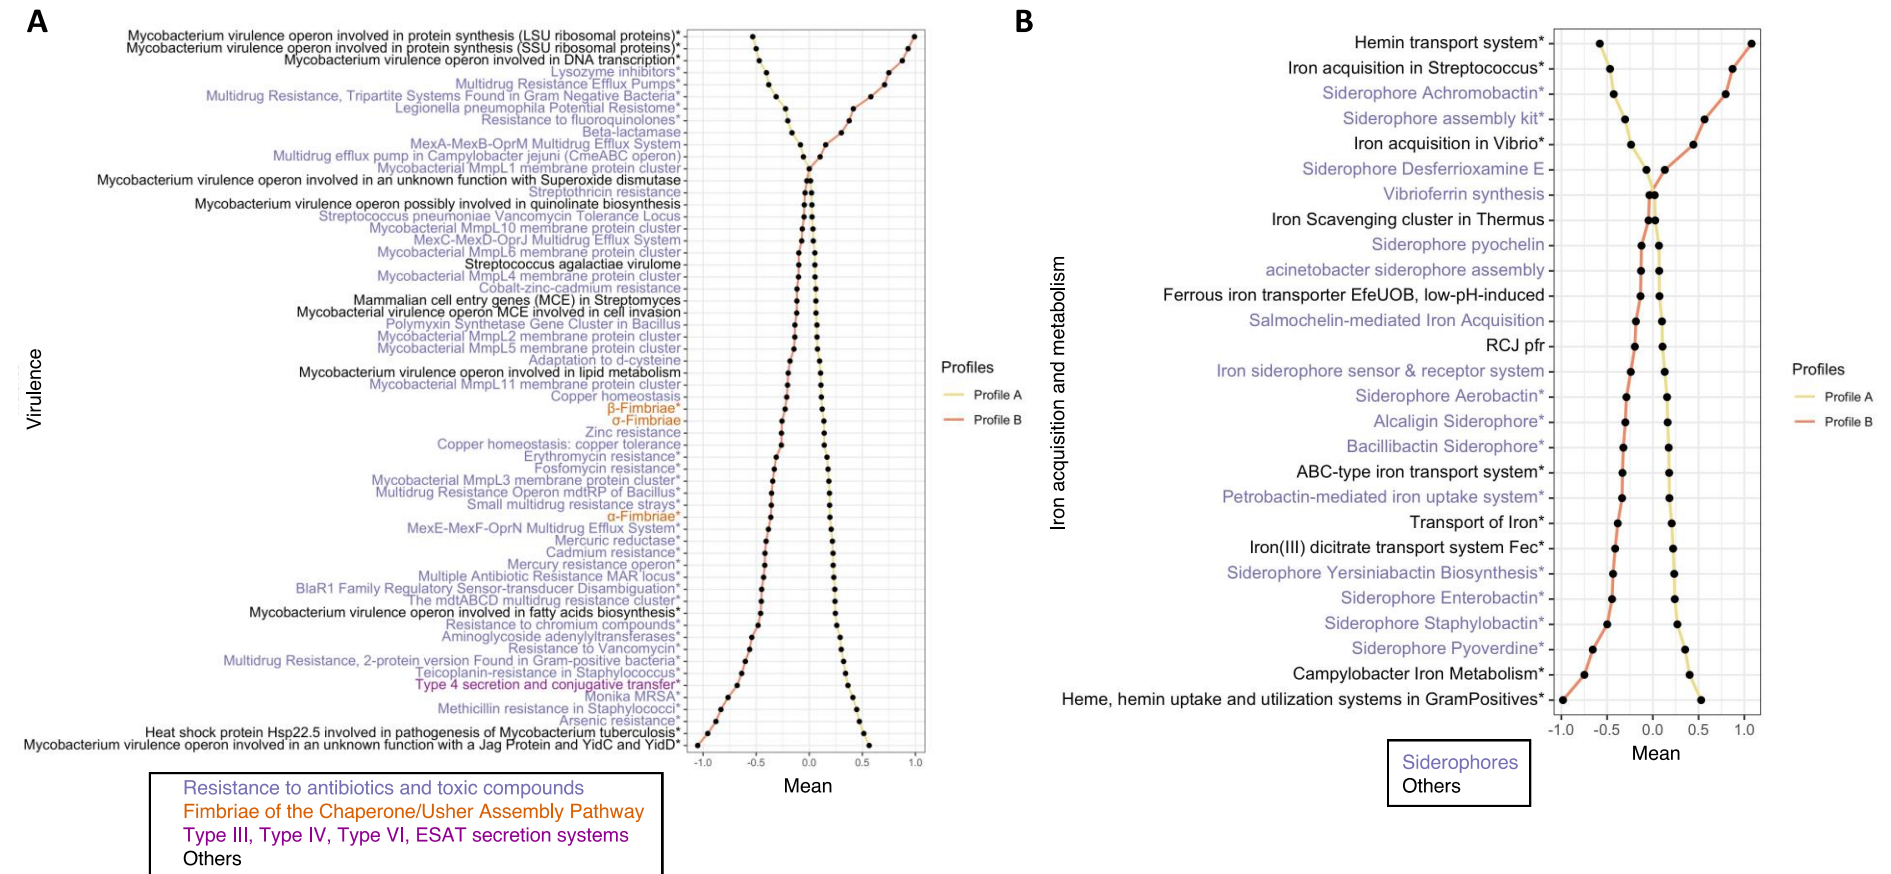 A
Virulence
Mycobacterium virulence operon involved in protein synthesis (LSU ribosomal proteins)*
Mycobacterium virulence operon involved in protein synthesis (SSU ribosomal proteins)*
Mycobacterium virulence operon involved in DNA transcription*
Lysozyme inhibitors*
Multidrug Resistance Efflux Pumps*
Multidrug Resistance, Tripartite Systems Found in Gram Negative Bacteria*
Legionella pneumophila Potential Resistome*
Resistance to fluoroquinolones*
Beta-lactamase
MexA-MexB-OprM Multidrug Efflux System
Multidrug efflux pump in Campylobacter jejuni (CmeABC operon)
Mycobacterial MmpL1 membrane protein cluster
Mycobacterium virulence operon involved in an unknown function with Superoxide dismutase
Streptothricin resistance
Mycobacterium virulence operon possibly involved in quinolinate biosynthesis
Streptococcus pneumoniae Vancomycin Tolerance Locus
Mycobacterial MmpL10 membrane protein cluster
MexC-MexD-OprJ Multidrug Efflux System
Mycobacterial MmpL6 membrane protein cluster
Streptococcus agalactiae virulome
Mycobacterial MmpL4 membrane protein cluster
Cobalt-zinc-cadmium resistance
Mammalian cell entry genes (MCE) in Streptomyces
Mycobacterial virulence operon MCE involved in cell invasion
Polymyxin Synthetase Gene Cluster in Bacillus
Mycobacterial MmpL2 membrane protein cluster
Mycobacterial MmpL5 membrane protein cluster
Adaptation to d-cysteine
Mycobacterium virulence operon involved in lipid metabolism
Mycobacterial MmpL11 membrane protein cluster
Copper homeostasis
β-Fimbriae*
σ-Fimbriae
Zinc resistance
Copper homeostasis: copper tolerance
Erythromycin resistance*
Fosfomycin resistance*
Mycobacterial MmpL3 membrane protein cluster*
Multidrug Resistance Operon mdtRP of Bacillus*
Small multidrug resistance strays*
α-Fimbriae*
MexE-MexF-OprN Multidrug Efflux System*
Mercuric reductase*
Cadmium resistance*
Mercury resistance operon*
Multiple Antibiotic Resistance MAR locus*
BlaR1 Family Regulatory Sensor-transducer Disambiguation*
The mdtABCD multidrug resistance cluster*
Mycobacterium virulence operon involved in fatty acids biosynthesis*
Resistance to chromium compounds*
Aminoglycoside adenylyltransferases*
Resistance to Vancomycin*
Multidrug Resistance, 2-protein version Found in Gram-positive bacteria*
Teicoplanin-resistance in Staphylococcus*
Type 4 secretion and conjugative transfer*
Monika MRSA*
Methicillin resistance in Staphylococci*
Arsenic resistance*
Heat shock protein Hsp22.5 involved in pathogenesis of Mycobacterium tuberculosis*
Mycobacterium virulence operon involved in an unknown function with a Jag Protein and YidC and YidD*
-1.0 -0.5 0.0 0.5 1.0
Mean
Profiles
Profile A
Profile B
Resistance to antibiotics and toxic compounds
Fimbriae of the Chaperone/Usher Assembly Pathway
Type III, Type IV, Type VI, ESAT secretion systems
Others
B
Iron acquisition and metabolism
Hemin transport system*
Iron acquisition in Streptococcus*
Siderophore Achromobactin*
Siderophore assembly kit*
Iron acquisition in Vibrio*
Siderophore Desferrioxamine E
Vibrioferrin synthesis
Iron Scavenging cluster in Thermus
Siderophore pyochelin
acinetobacter siderophore assembly
Ferrous iron transporter EfeUOB, low-pH-induced
Salmochelin-mediated Iron Acquisition
RCJ pfr
Iron siderophore sensor & receptor system
Siderophore Aerobactin*
Alcaligin Siderophore*
Bacillibactin Siderophore*
ABC-type iron transport system*
Petrobactin-mediated iron uptake system*
Transport of Iron*
Iron(III) dicitrate transport system Fec*
Siderophore Yersiniabactin Biosynthesis*
Siderophore Enterobactin*
Siderophore Staphylobactin*
Siderophore Pyoverdine*
Campylobacter Iron Metabolism*
Heme, hemin uptake and utilization systems in GramPositives*
-1.0 -0.5 0.0 0.5 1.0
Mean
Profiles
Profile A
Profile B
Siderophores
Others